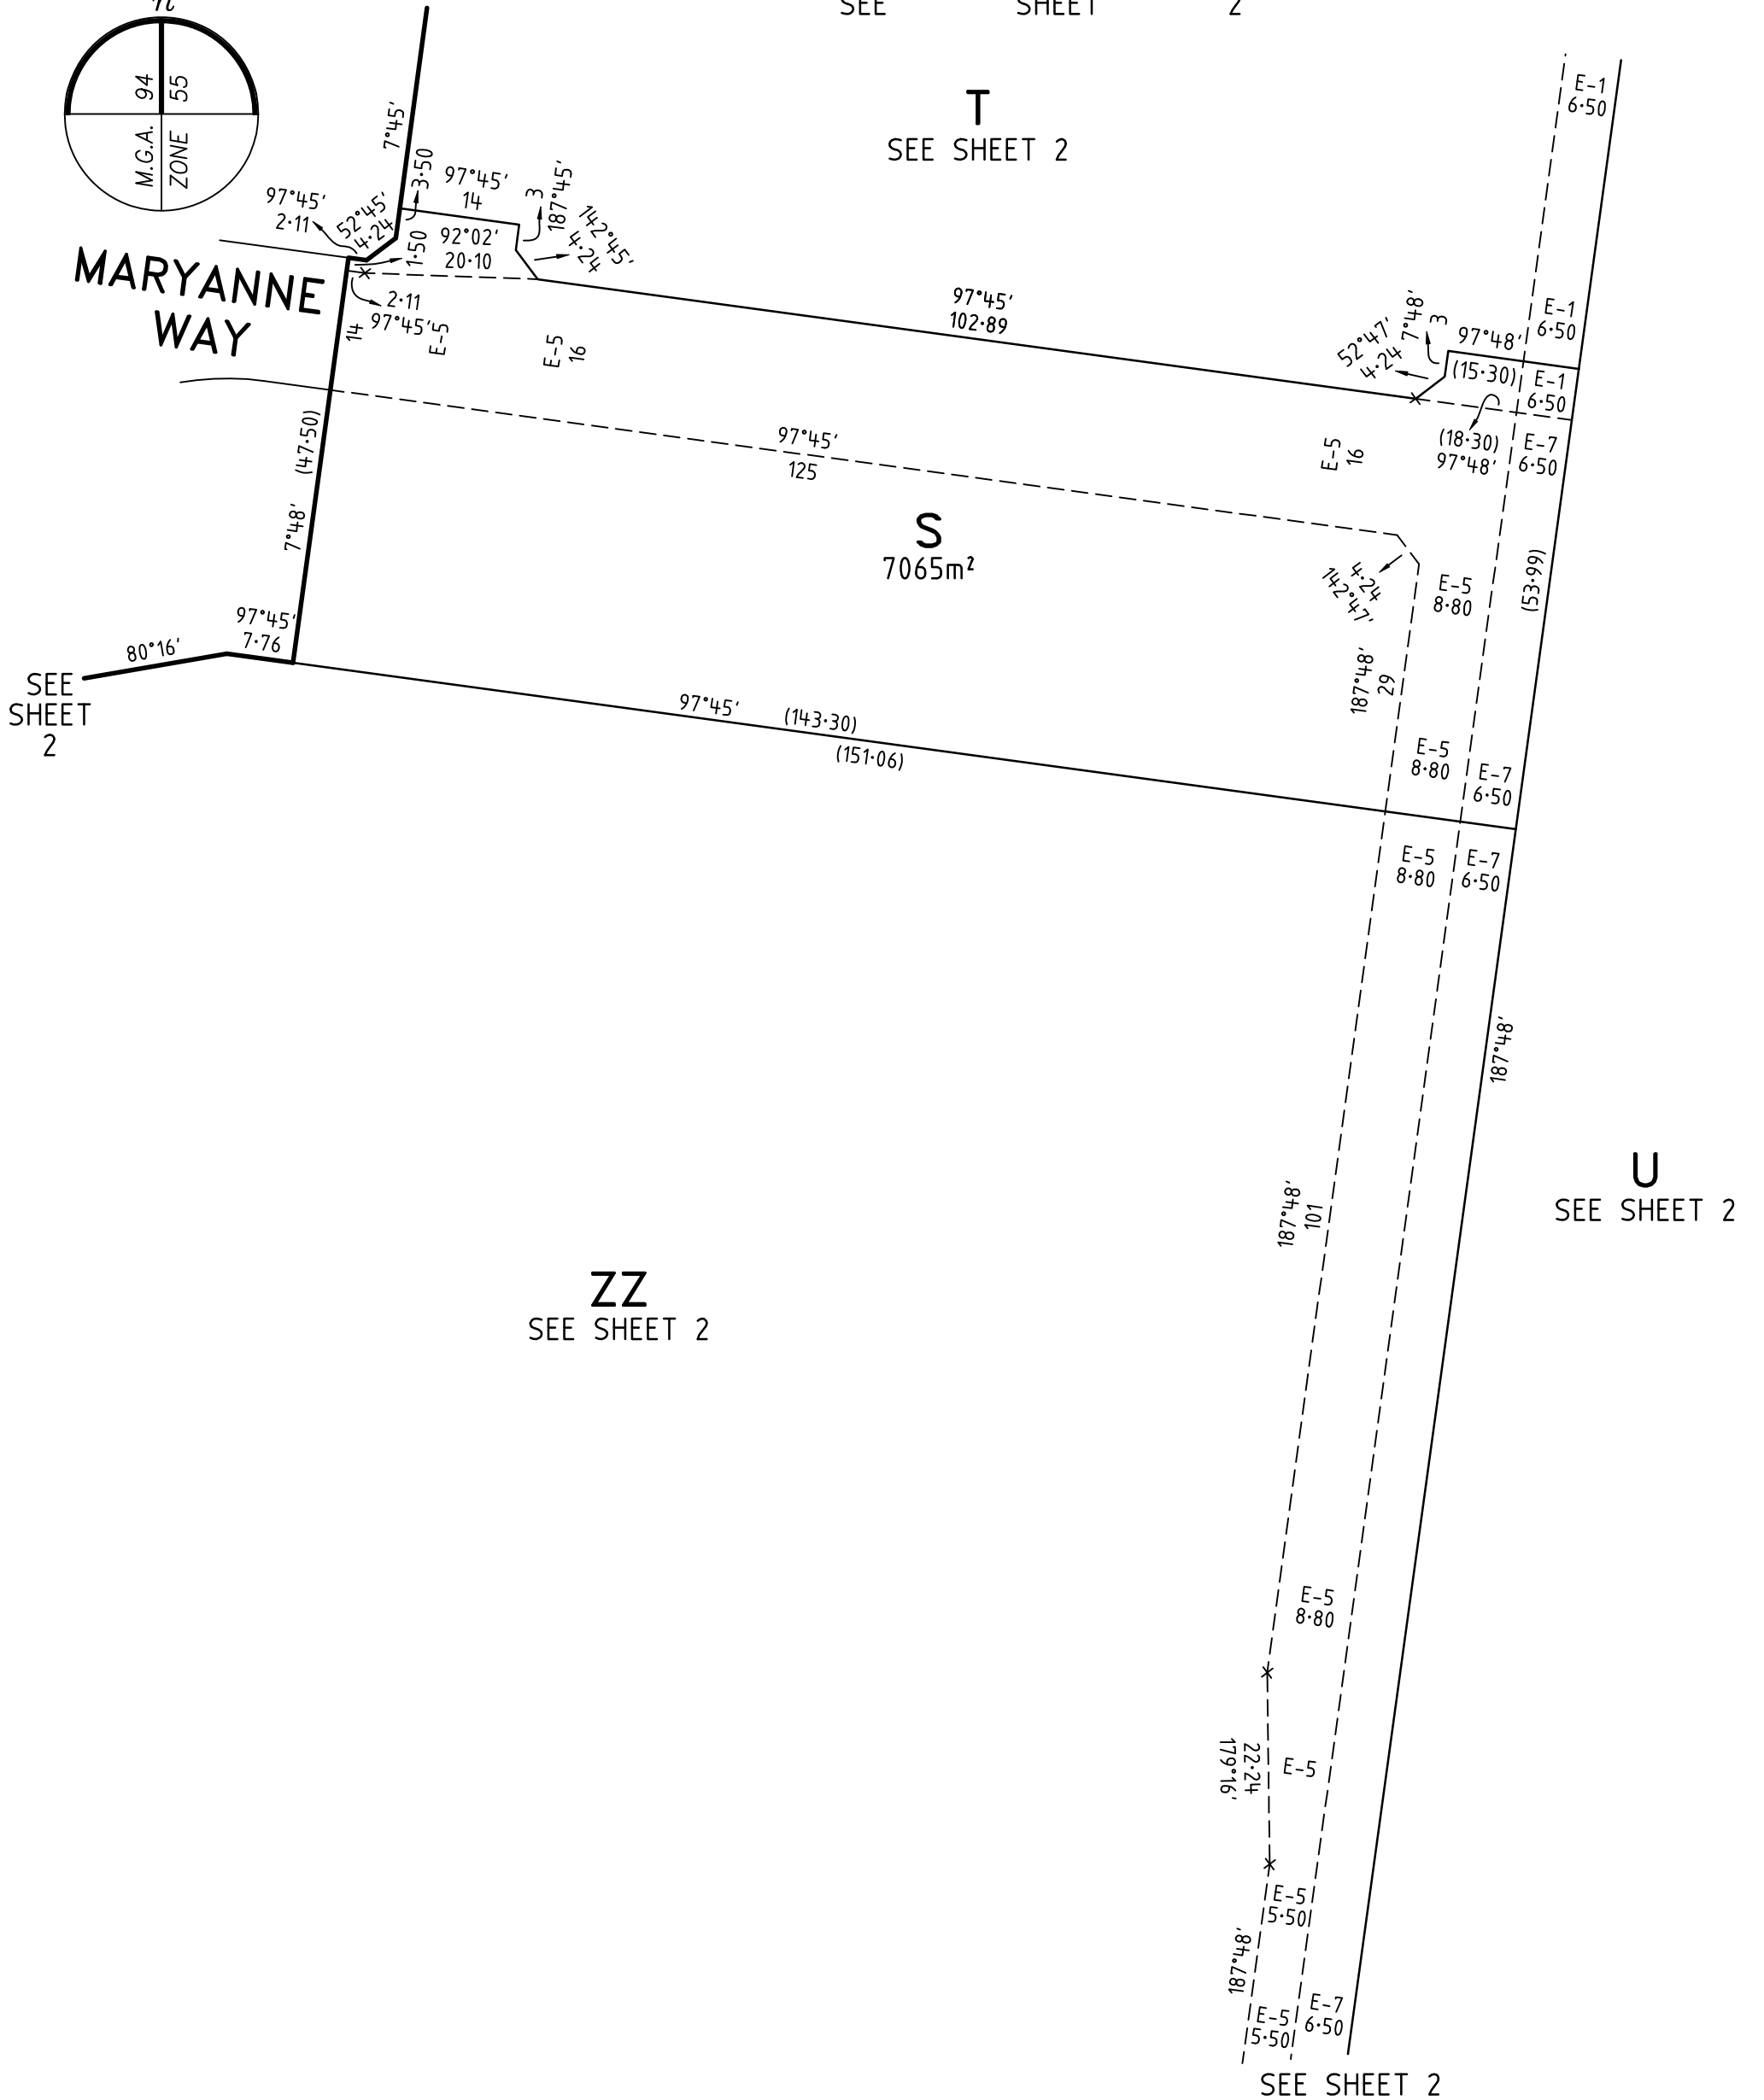 n
M.G.A. 94
ZONE 55
SEE SHEET 2
T
SEE SHEET 2
E-1
6·50
7°45'
3·50
97°45'
14
3
187°45'
142°45'
4·24
97°45'
2·11
52°45'
4·24
92°02'
20·10
1·50
MARYANNE
WAY
2·11
97°45'
14
E-5
E-5
16
97°45'
102·89
7°48'
3
52°47'
4·24
97°48'
(15·30)
E-1
6·50
E-1
6·50
(18·30)
97°48'
E-7
6·50
E-5
16
97°45'
125
(47·50)
7°48'
S
7065m²
4·24
142°47'
E-5
8·80
(53·99)
97°45'
7·76
80°16'
SEE
SHEET
2
187°48'
29
97°45'
(143·30)
(151·06)
E-5
8·80
E-7
6·50
E-5
8·80
E-7
6·50
187°48'
U
SEE SHEET 2
187°48'
101
ZZ
SEE SHEET 2
E-5
8·80
22·24
179°16'
E-5
E-5
5·50
187°48'
E-7
6·50
E-5
5·50
SEE SHEET 2